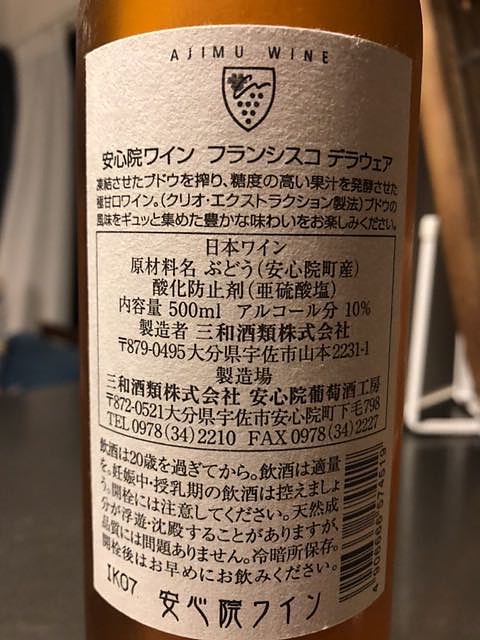 AJIMU WINE
安心院ワイン フランシスコ デラウェア
凍結させたブドウを搾り、糖度の高い果汁を発酵させた
極甘口ワイン。(クリオ・エクストラクション製法)ブドウの
風味をギュッと集めた豊かな味わいをお楽しみください。
日本ワイン
原材料名 ぶどう(安心院町産)
酸化防止剤(亜硫酸塩)
内容量 500ml アルコール分 10%
製造者 三和酒類株式会社
〒879-0495大分県宇佐市山本2231-1
製造場
三和酒類株式会社 安心院葡萄酒工房
〒872-0521大分県宇佐市安心院町下毛798
TEL 0978(34)2210 FAX 0978(34)2227
飲酒は20歳を過ぎてから。飲酒は適量
を。妊娠中・授乳期の飲酒は控えましょ
う。開栓には注意してください。天然成
分が浮遊・沈殿することがありますが、
品質には問題ありません。冷暗所保存。
開栓後はお早めにお飲みください。
4906666674519
IK07 安心院ワイン